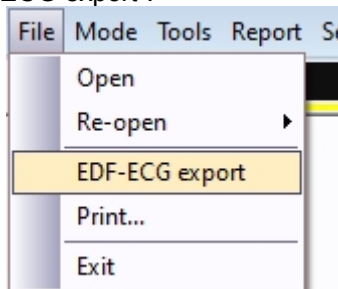 File Mode Tools Report
Open
Re-open
EDF-ECG export
Print...
Exit